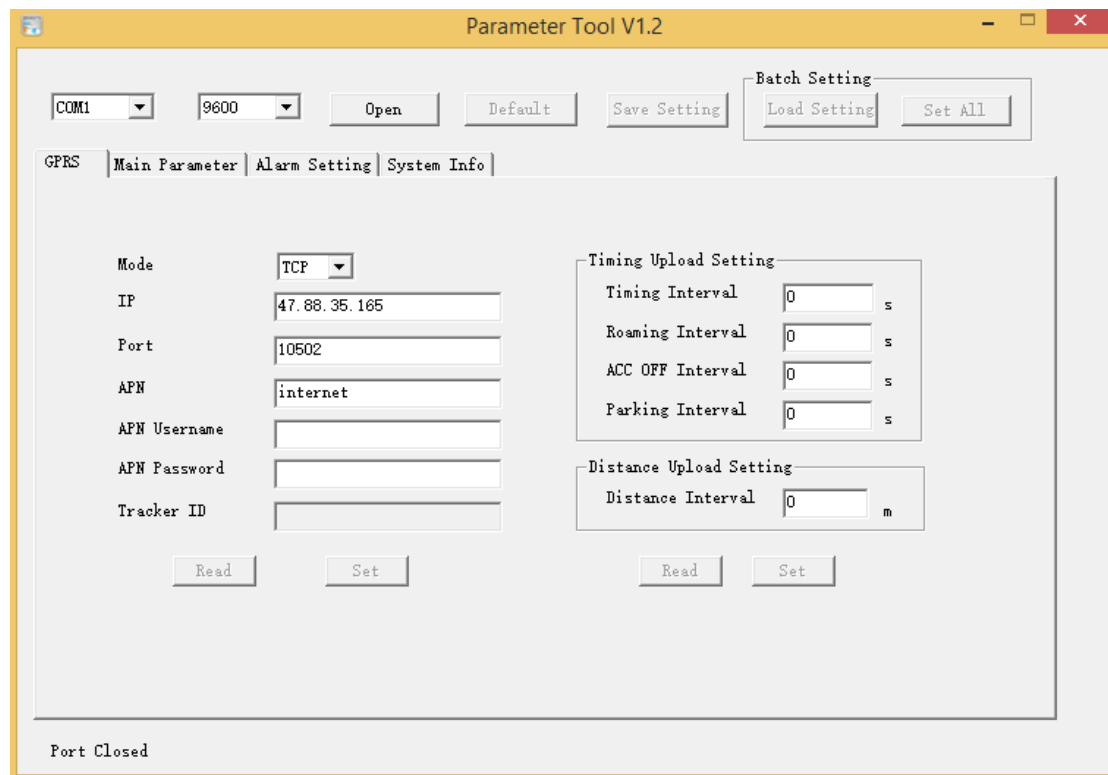 Parameter Tool V1.2
Batch Setting
COM1 9600 Open Default Save Setting Load Setting Set All
GPRS Main Parameter Alarm Setting System Info
Mode TCP
IP 47.88.35.165
Port 10502
APN internet
APN Username
APN Password
Tracker ID
Read Set
Timing Upload Setting
Timing Interval 0 s
Roaming Interval 0 s
ACC OFF Interval 0 s
Parking Interval 0 s
Distance Upload Setting
Distance Interval 0 m
Read Set
Port Closed